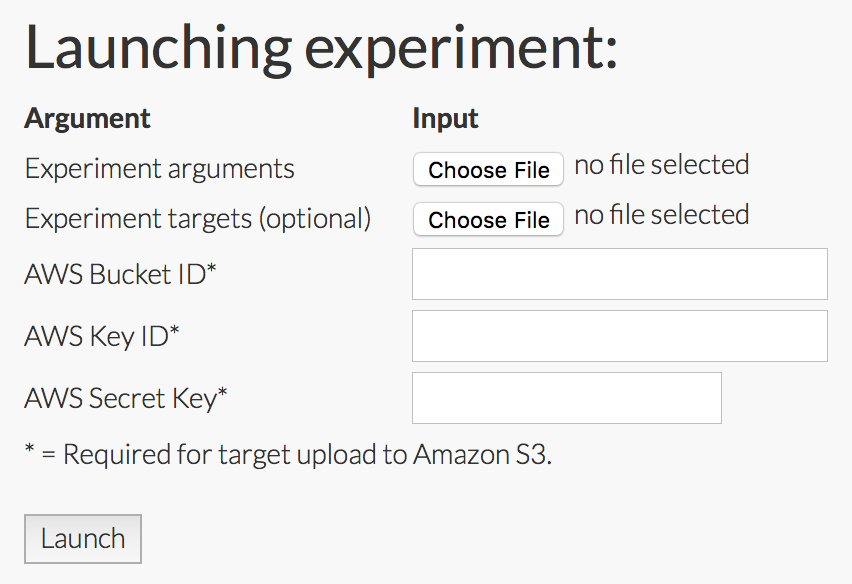 Launching experiment:
Argument Input
Experiment arguments Choose File no file selected
Experiment targets (optional) Choose File no file selected
AWS Bucket ID*
AWS Key ID*
AWS Secret Key*
* = Required for target upload to Amazon S3.
Launch